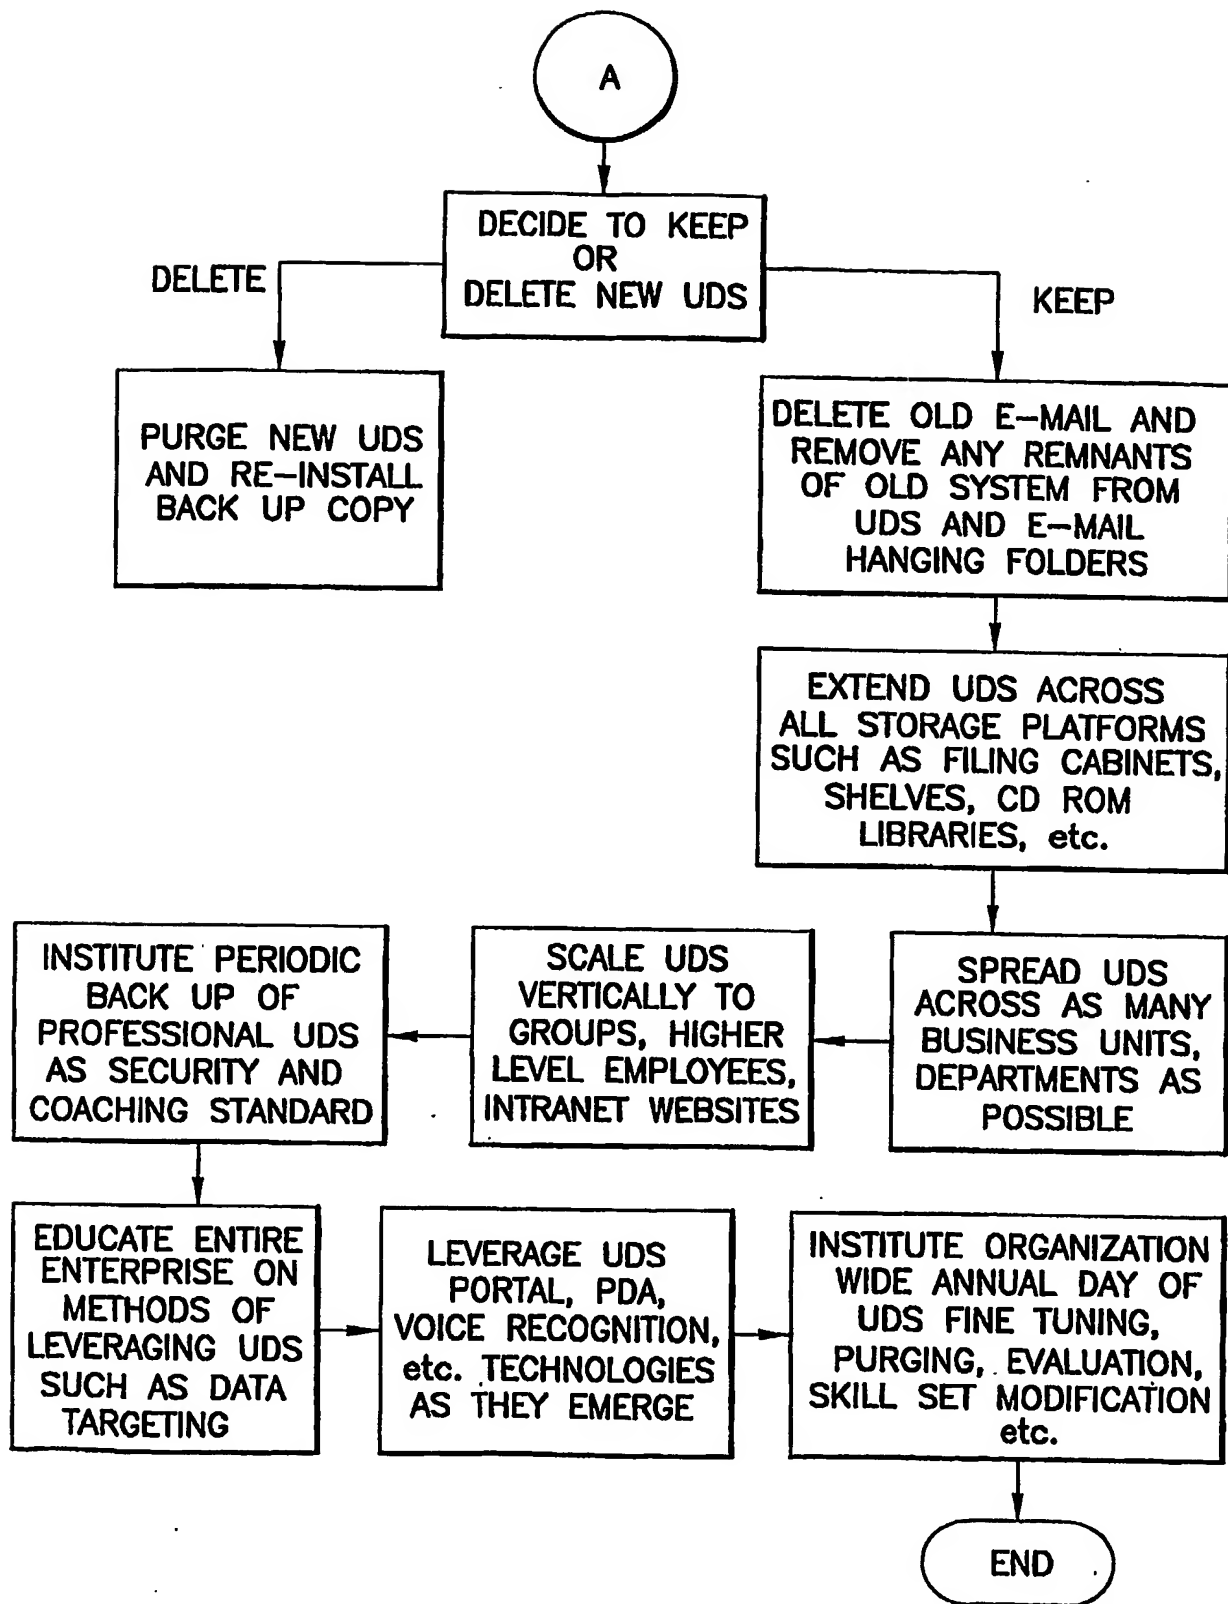 A
DECIDE TO KEEP
OR
DELETE NEW UDS
DELETE
KEEP
PURGE NEW UDS
AND RE-INSTALL
BACK UP COPY
DELETE OLD E-MAIL AND
REMOVE ANY REMNANTS
OF OLD SYSTEM FROM
UDS AND E-MAIL
HANGING FOLDERS
EXTEND UDS ACROSS
ALL STORAGE PLATFORMS
SUCH AS FILING CABINETS,
SHELVES, CD ROM
LIBRARIES, etc.
SPREAD UDS
ACROSS AS MANY
BUSINESS UNITS,
DEPARTMENTS AS
POSSIBLE
SCALE UDS
VERTICALLY TO
GROUPS, HIGHER
LEVEL EMPLOYEES,
INTRANET WEBSITES
INSTITUTE PERIODIC
BACK UP OF
PROFESSIONAL UDS
AS SECURITY AND
COACHING STANDARD
EDUCATE ENTIRE
ENTERPRISE ON
METHODS OF
LEVERAGING UDS
SUCH AS DATA
TARGETING
LEVERAGE UDS
PORTAL, PDA,
VOICE RECOGNITION,
etc. TECHNOLOGIES
AS THEY EMERGE
INSTITUTE ORGANIZATION
WIDE ANNUAL DAY OF
UDS FINE TUNING,
PURGING, EVALUATION,
SKILL SET MODIFICATION
etc.
END